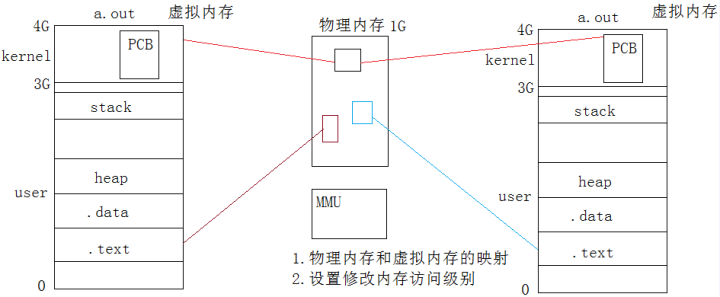 a.out 虚拟内存
4G
kernel
PCB
3G
stack
heap
user
.data
.text
0
物理内存 1G
MMU
1. 物理内存和虚拟内存的映射
2. 设置修改内存访问级别
a.out 虚拟内存
4G
kernel
PCB
3G
stack
heap
user
.data
.text
0